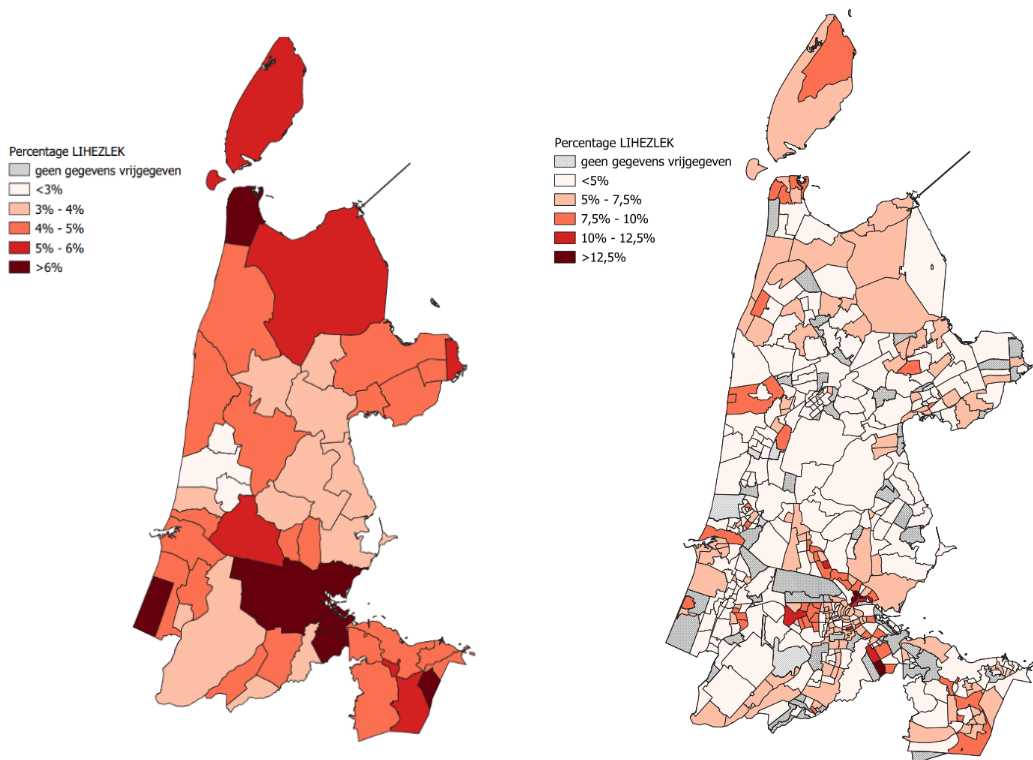 Percentage LIHEZLEK
geen gegevens vrijgegeven
<3%
3% - 4%
4% - 5%
5% - 6%
>6%
Percentage LIHEZLEK
geen gegevens vrijgegeven
<5%
5% - 7,5%
7,5% - 10%
10% - 12,5%
>12,5%